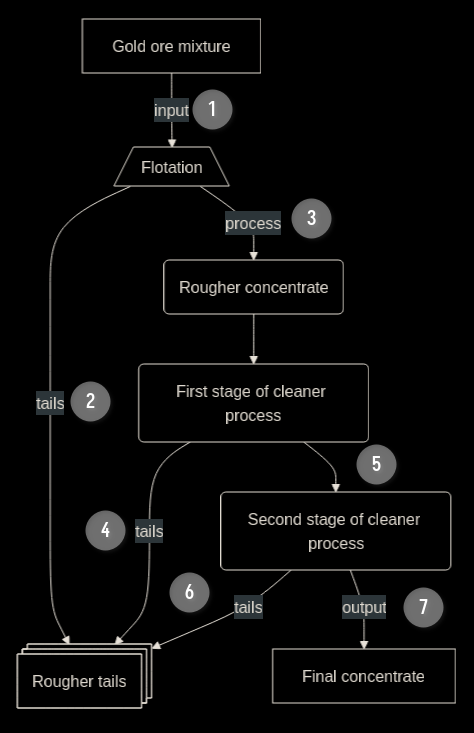 Gold ore mixture
input 1
Flotation
process 3
Rougher concentrate
First stage of cleaner
process
tails 2
5
Second stage of cleaner
process
4 tails
6 tails
output 7
Rougher tails
Final concentrate